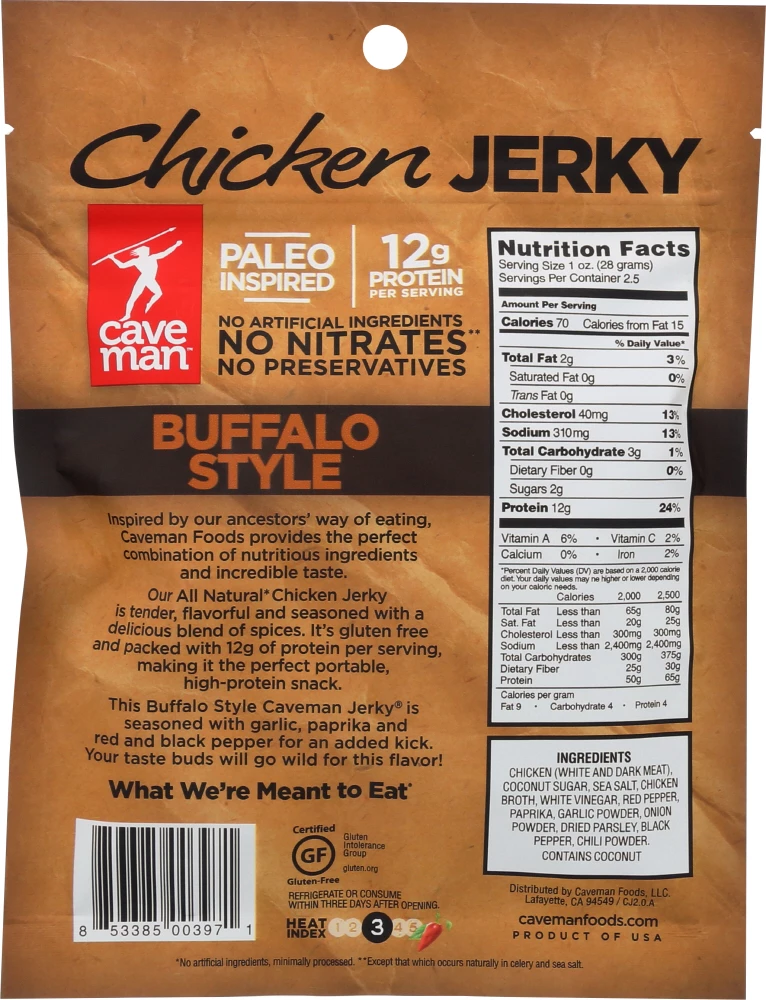 Chicken JERKY
cave
man™
PALEO
INSPIRED
12g
PROTEIN
PER SERVING
NO ARTIFICIAL INGREDIENTS
NO NITRATES**
NO PRESERVATIVES
BUFFALO
STYLE
Inspired by our ancestors' way of eating,
Caveman Foods provides the perfect
combination of nutritious ingredients
and incredible taste.
Our All Natural* Chicken Jerky
is tender, flavorful and seasoned with a
delicious blend of spices. It's gluten free
and packed with 12g of protein per serving,
making it the perfect portable,
high-protein snack.
This Buffalo Style Caveman Jerky® is
seasoned with garlic, paprika and
red and black pepper for an added kick.
Your taste buds will go wild for this flavor!
What We're Meant to Eat®
8 53385 00397 1
Certified
GF
Gluten-Free
Gluten
Intolerance
Group
gluten.org
REFRIGERATE OR CONSUME
WITHIN THREE DAYS AFTER OPENING.
HEAT
INDEX
1 2 3 4 5
Nutrition Facts
Serving Size 1 oz. (28 grams)
Servings Per Container 2.5
Amount Per Serving
Calories 70 Calories from Fat 15
% Daily Value*
Total Fat 2g 3%
Saturated Fat 0g 0%
Trans Fat 0g
Cholesterol 40mg 13%
Sodium 310mg 13%
Total Carbohydrate 3g 1%
Dietary Fiber 0g 0%
Sugars 2g
Protein 12g 24%
Vitamin A 6% • Vitamin C 2%
Calcium 0% • Iron 2%
*Percent Daily Values (DV) are based on a 2,000 calorie
diet. Your daily values may ne higher or lower depending
on your caloric needs.
Calories 2,000 2,500
Total Fat Less than 65g 80g
Sat. Fat Less than 20g 25g
Cholesterol Less than 300mg 300mg
Sodium Less than 2,400mg 2,400mg
Total Carbohydrates 300g 375g
Dietary Fiber 25g 30g
Protein 50g 65g
Calories per gram
Fat 9 • Carbohydrate 4 • Protein 4
INGREDIENTS
CHICKEN (WHITE AND DARK MEAT),
COCONUT SUGAR, SEA SALT, CHICKEN
BROTH, WHITE VINEGAR, RED PEPPER,
PAPRIKA, GARLIC POWDER, ONION
POWDER, DRIED PARSLEY, BLACK
PEPPER, CHILI POWDER.
CONTAINS COCONUT
Distributed by Caveman Foods, LLC.
Lafayette, CA 94549 / CJ2.0.A
cavemanfoods.com
PRODUCT OF USA
*No artificial ingredients, minimally processed. **Except that which occurs naturally in celery and sea salt.